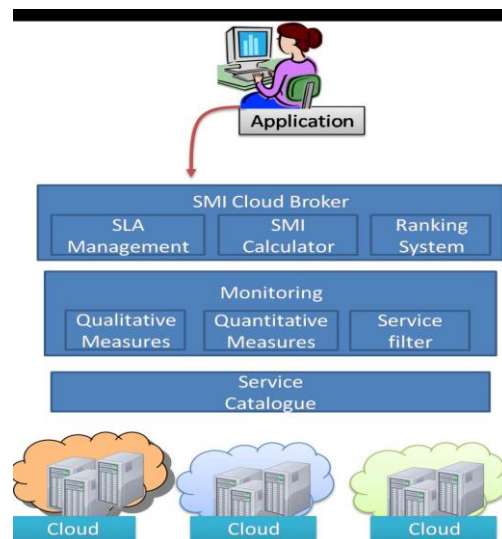 Application
SMI Cloud Broker
SLA Management
SMI Calculator
Ranking System
Monitoring
Qualitative Measures
Quantitative Measures
Service filter
Service
Catalogue
Cloud
Cloud
Cloud